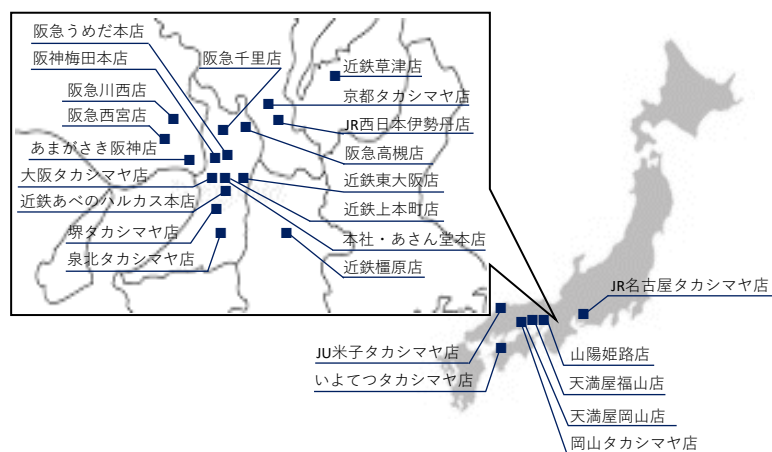 阪急うめだ本店
阪神梅田本店
阪急川西店
阪急西宮店
あまがさき阪神店
大阪タカシマヤ店
近鉄あべのハルカス本店
堺タカシマヤ店
泉北タカシマヤ店
阪急千里店
近鉄草津店
京都タカシマヤ店
JR西日本伊勢丹店
阪急高槻店
近鉄東大阪店
近鉄上本町店
本社・あさん堂本店
近鉄橿原店
JR名古屋タカシマヤ店
JU米子タカシマヤ店
いよてつタカシマヤ店
山陽姫路店
天満屋福山店
天満屋岡山店
岡山タカシマヤ店